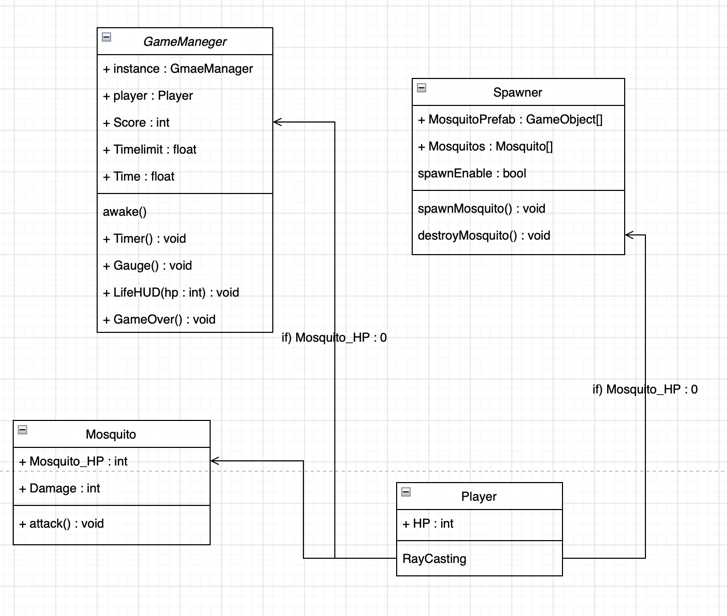 GameManeger
+ instance : GmaeManager
+ player : Player
+ Score : int
+ Timelimit : float
+ Time : float
awake()
+ Timer() : void
+ Gauge() : void
+ LifeHUD(hp : int) : void
+ GameOver() : void
Spawner
+ MosquitoPrefab : GameObject[]
+ Mosquitos : Mosquito[]
spawnEnable : bool
spawnMosquito() : void
destroyMosquito() : void
if) Mosquito_HP : 0
if) Mosquito_HP : 0
Mosquito
+ Mosquito_HP : int
+ Damage : int
+ attack() : void
Player
+ HP : int
RayCasting